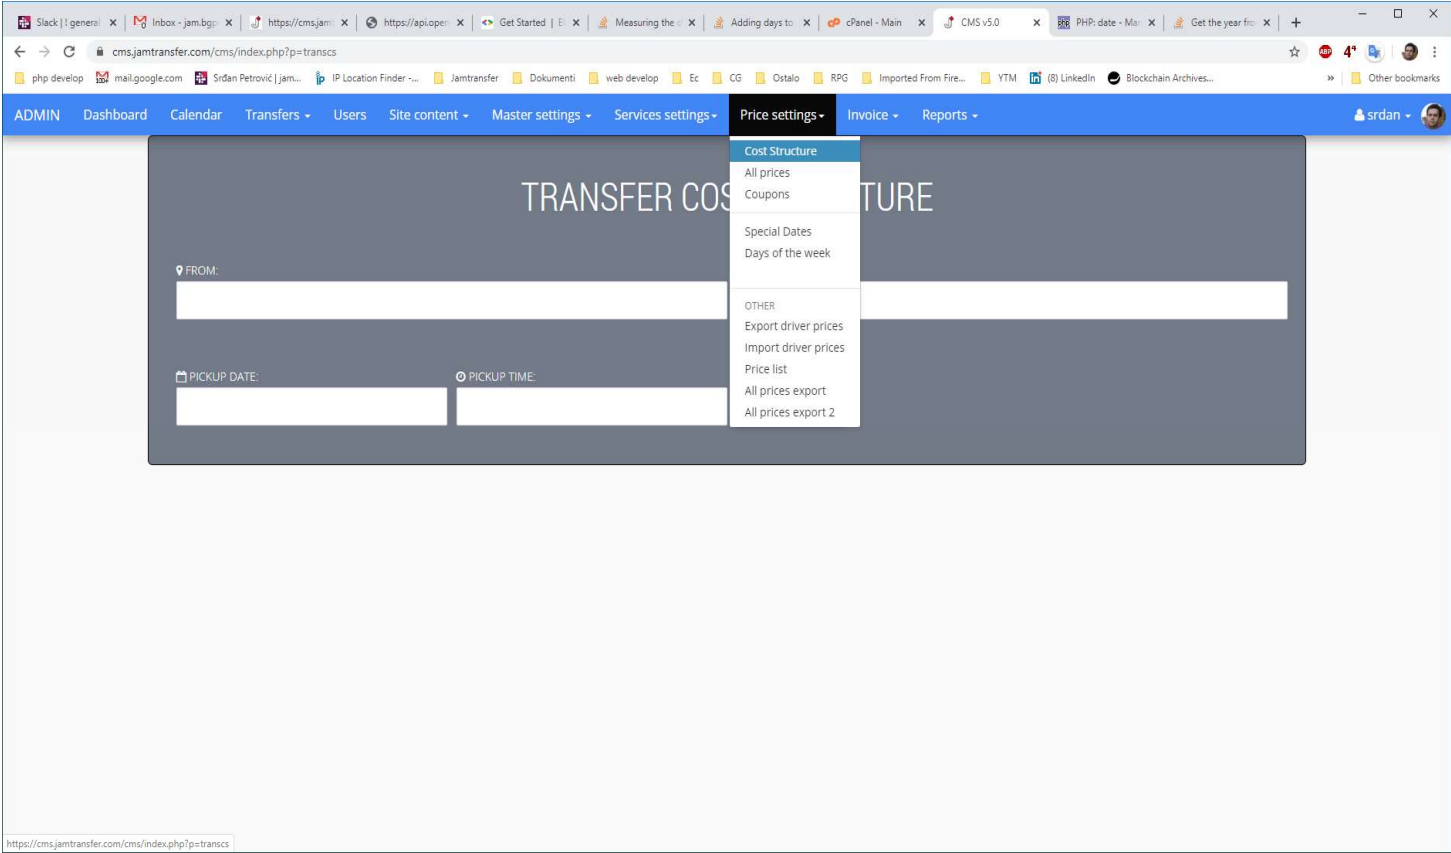 Slack | ! general
Inbox - jam.bgp
https://cms.jam
https://api.open
Get Started |
Measuring the
Adding days to
cPanel - Main
CMS v5.0
PHP: date - Man
Get the year fro
cms.jamtransfer.com/cms/index.php?p=transcs
php develop
mail.google.com
Srđan Petrović | jam...
IP Location Finder -...
Jamtransfer
Dokumenti
web develop
Ec
CG
Ostalo
RPG
Imported From Fire...
YTM
(8) LinkedIn
Blockchain Archives...
»
Other bookmarks
ADMIN Dashboard Calendar Transfers Users Site content Master settings Services settings Price settings Invoice Reports srdan
Cost Structure
All prices
Coupons
TRANSFER COS TURE
Special Dates
Days of the week
FROM:
OTHER
Export driver prices
Import driver prices
Price list
PICKUP DATE: PICKUP TIME:
All prices export
All prices export 2
https://cms.jamtransfer.com/cms/index.php?p=transcs